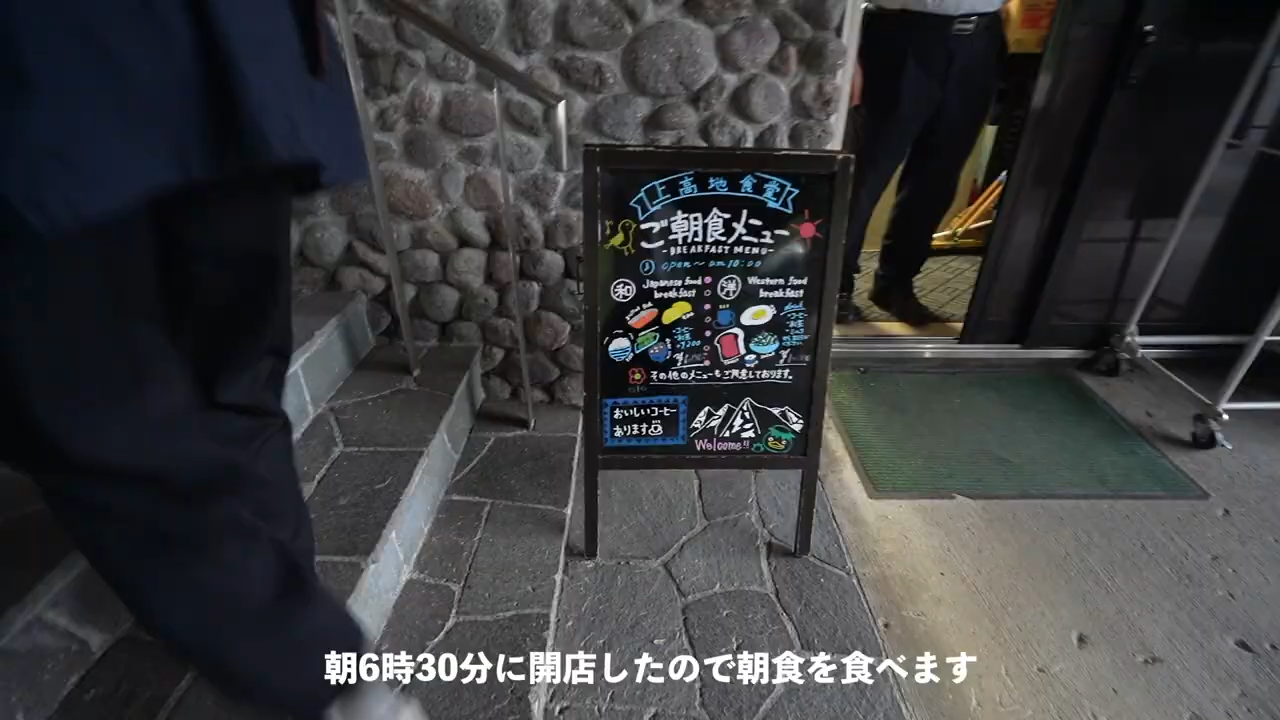 上高地食堂
ご朝食メニュー
-BREAKFAST MENU-
open~am10:00
和 Japanese food breakfast
洋 Western food breakfast
その他のメニューもご用意しております。
おいしいコーヒー
あります
Welcome!!
朝6時30分に開店したので朝食を食べます